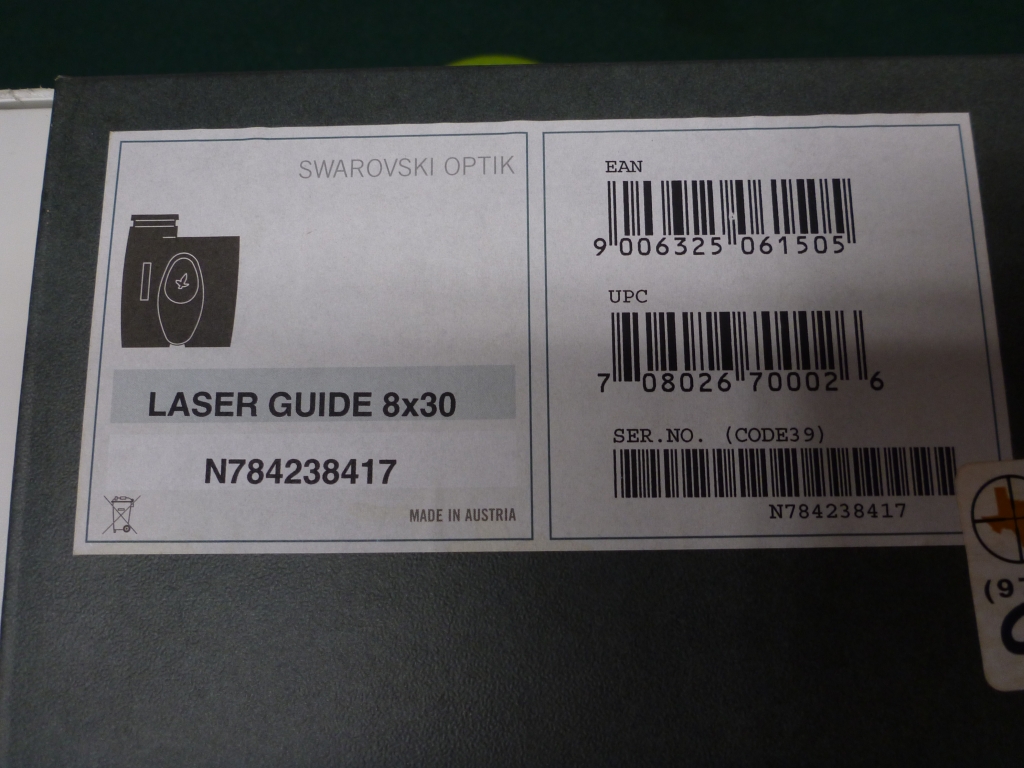 SWAROVSKI OPTIK
LASER GUIDE 8x30
N784238417
MADE IN AUSTRIA
EAN
9 006325 061505
UPC
7 08026 70002 6
SER.NO. (CODE39)
N784238417
(97